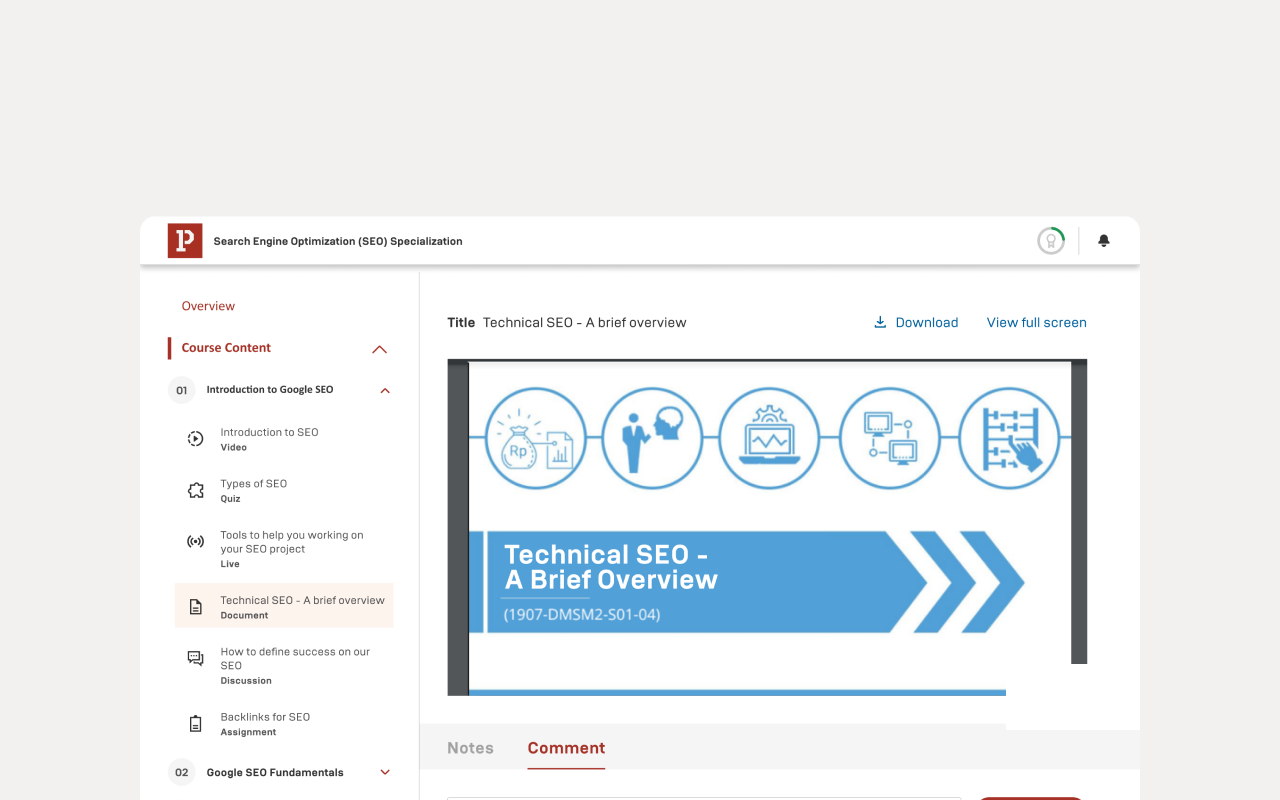 P
Search Engine Optimization (SEO) Specialization
Overview
Course Content
01 Introduction to Google SEO
Introduction to SEO
Video
Types of SEO
Quiz
Tools to help you working on
your SEO project
Live
Technical SEO - A brief overview
Document
How to define success on our
SEO
Discussion
Backlinks for SEO
Assignment
02 Google SEO Fundamentals
Title Technical SEO - A brief overview
Download View full screen
Rp
Technical SEO -
A Brief Overview
(1907-DMSM2-S01-04)
Notes Comment